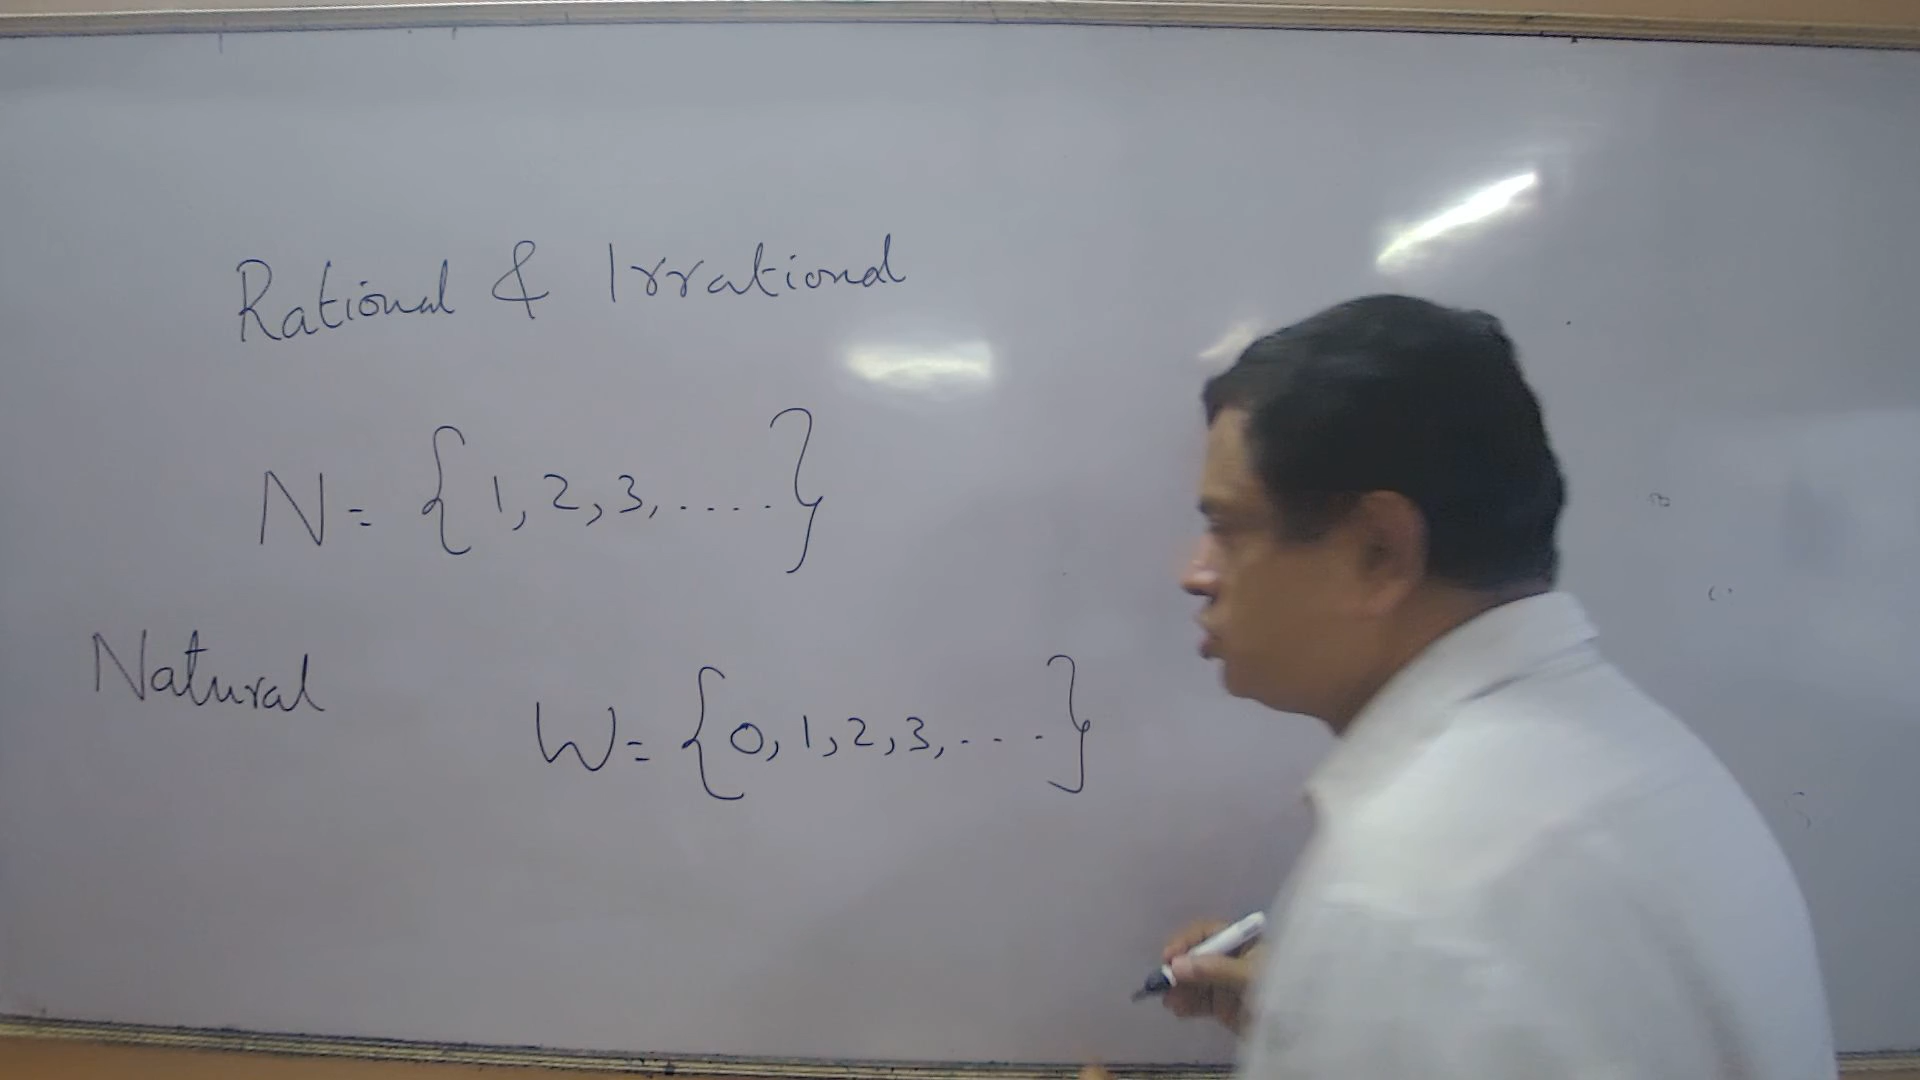 Rational & Irrational
N = {1, 2, 3, .....}
Natural
W = {0, 1, 2, 3, ....}